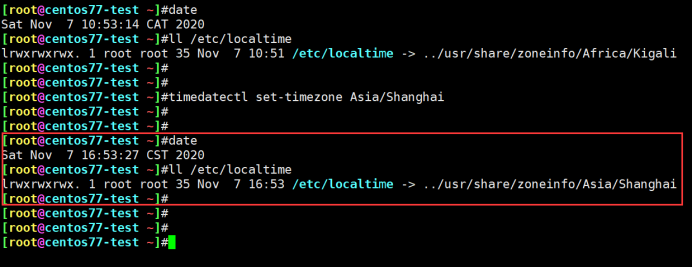 [root@centos77-test ~]#date
Sat Nov  7 10:53:14 CAT 2020
[root@centos77-test ~]#ll /etc/localtime
lrwxrwxrwx. 1 root root 35 Nov  7 10:51 /etc/localtime -> ../usr/share/zoneinfo/Africa/Kigali
[root@centos77-test ~]#
[root@centos77-test ~]#
[root@centos77-test ~]#timedatectl set-timezone Asia/Shanghai
[root@centos77-test ~]#
[root@centos77-test ~]#
[root@centos77-test ~]#date
Sat Nov  7 16:53:27 CST 2020
[root@centos77-test ~]#ll /etc/localtime
lrwxrwxrwx. 1 root root 35 Nov  7 16:53 /etc/localtime -> ../usr/share/zoneinfo/Asia/Shanghai
[root@centos77-test ~]#
[root@centos77-test ~]#
[root@centos77-test ~]#
[root@centos77-test ~]#